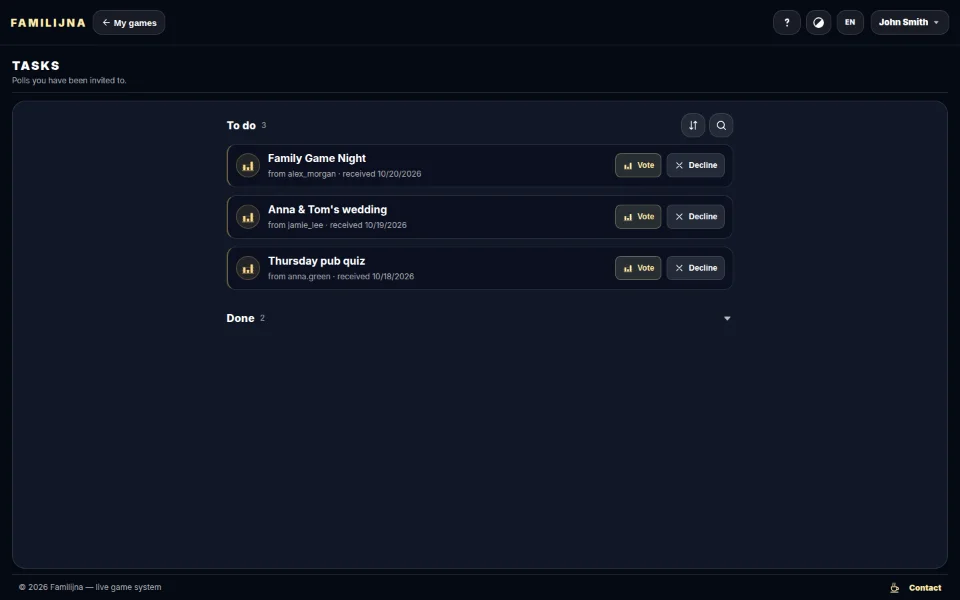 FAMILIJNA
← My games
?
EN
John Smith
TASKS
Polls you have been invited to.
To do 3
Family Game Night
from alex_morgan · received 10/20/2026
Vote
Decline
Anna & Tom's wedding
from jamie_lee · received 10/19/2026
Vote
Decline
Thursday pub quiz
from anna.green · received 10/18/2026
Vote
Decline
Done 2
© 2026 Familijna — live game system
Contact